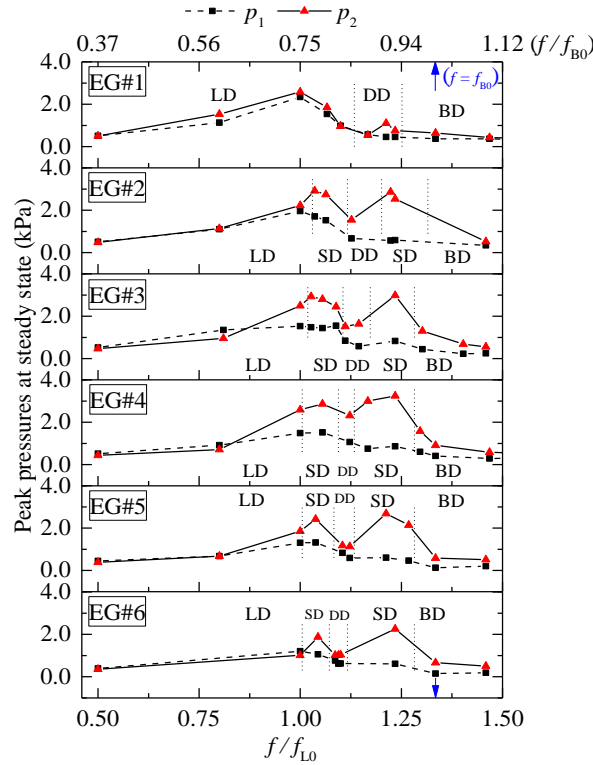 p1 p2
0.37 0.56 0.75 0.94 1.12 (f/fB0)
4.0 EG#1 (f = fB0)
LD DD BD
2.0
0.0
4.0 EG#2
2.0
0.0
LD SD DD SD BD
4.0 EG#3
2.0
0.0
LD SD DD SD BD
4.0 EG#4
2.0
0.0
LD SD DD SD BD
4.0 EG#5
LD SD DD SD BD
2.0
0.0
4.0 EG#6
LD SD DD SD BD
2.0
0.0
Peak pressures at steady state (kPa)
0.50 0.75 1.00 1.25 1.50
f/fL0